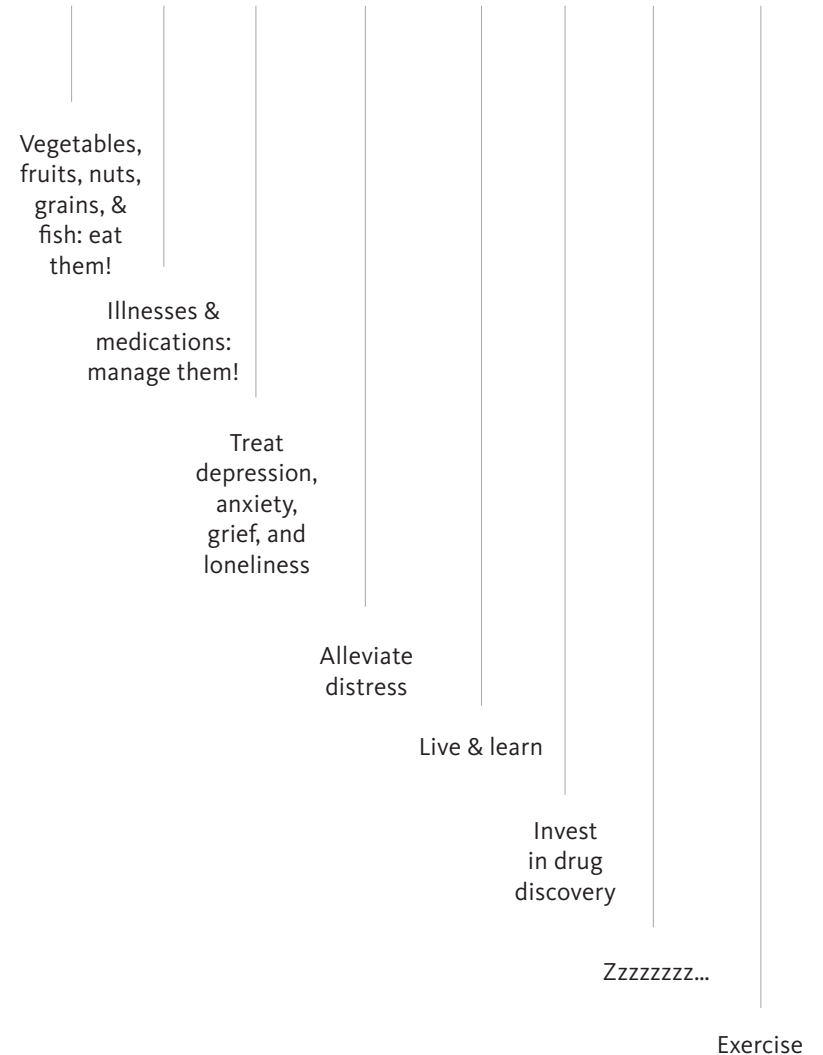 Vegetables,
fruits, nuts,
grains, &
fish: eat
them!
Illnesses &
medications:
manage them!
Treat
depression,
anxiety,
grief, and
loneliness
Alleviate
distress
Live & learn
Invest
in drug
discovery
Zzzzzzzz...
Exercise